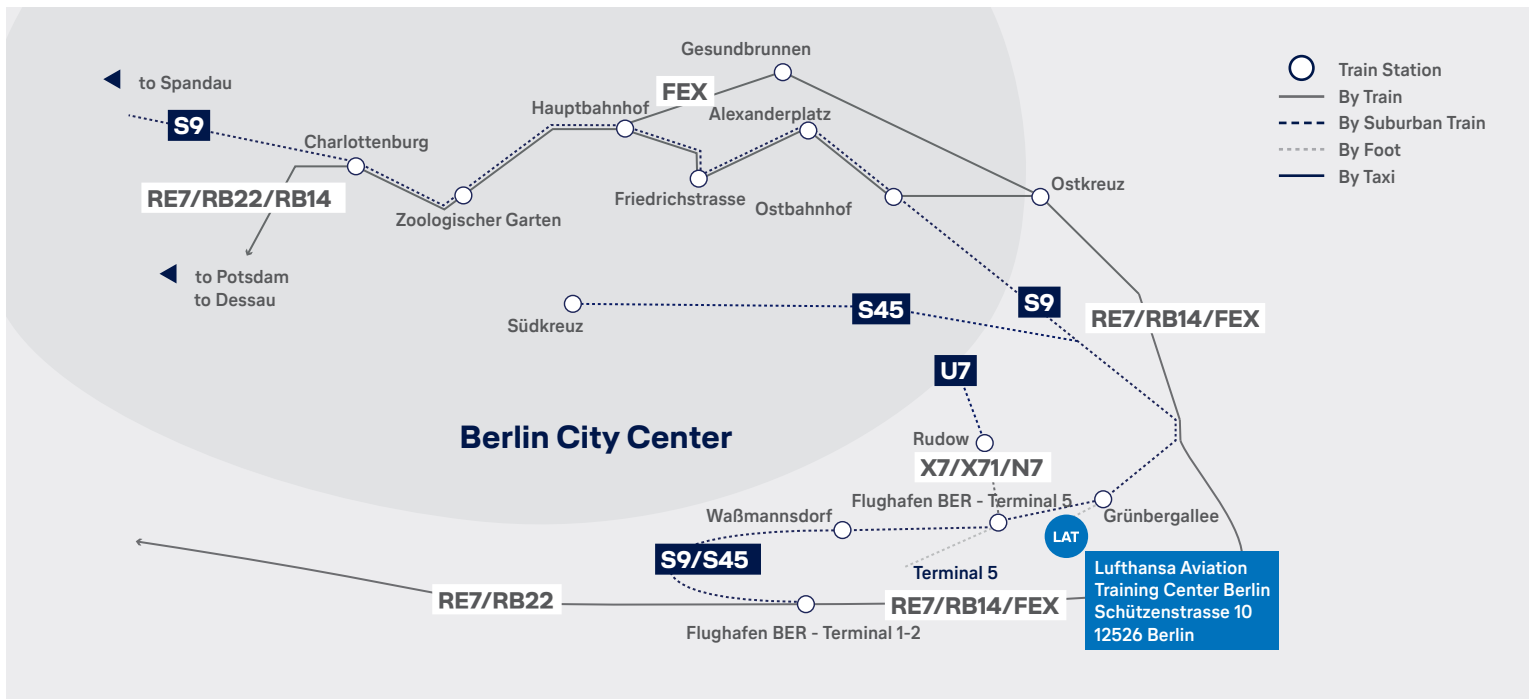 Gesundbrunnen
to Spandau
Train Station
FEX
By Train
Hauptbahnhof
Alexanderplatz
S9
By Suburban Train
Charlottenburg
By Foot
By Taxi
RE7/RB22/RB14
Ostkreuz
Friedrichstrasse
Ostbahnhof
Zoologischer Garten
to Potsdam
to Dessau
S9
S45
Südkreuz
RE7/RB14/FEX
U7
Berlin City Center
Rudow
X7/X71/N7
Flughafen BER - Terminal 5
Waßmannsdorf
Grünbergallee
LAT
S9/S45
Terminal 5
Lufthansa Aviation
Training Center Berlin
Schützenstrasse 10
12526 Berlin
RE7/RB22
RE7/RB14/FEX
Flughafen BER - Terminal 1-2